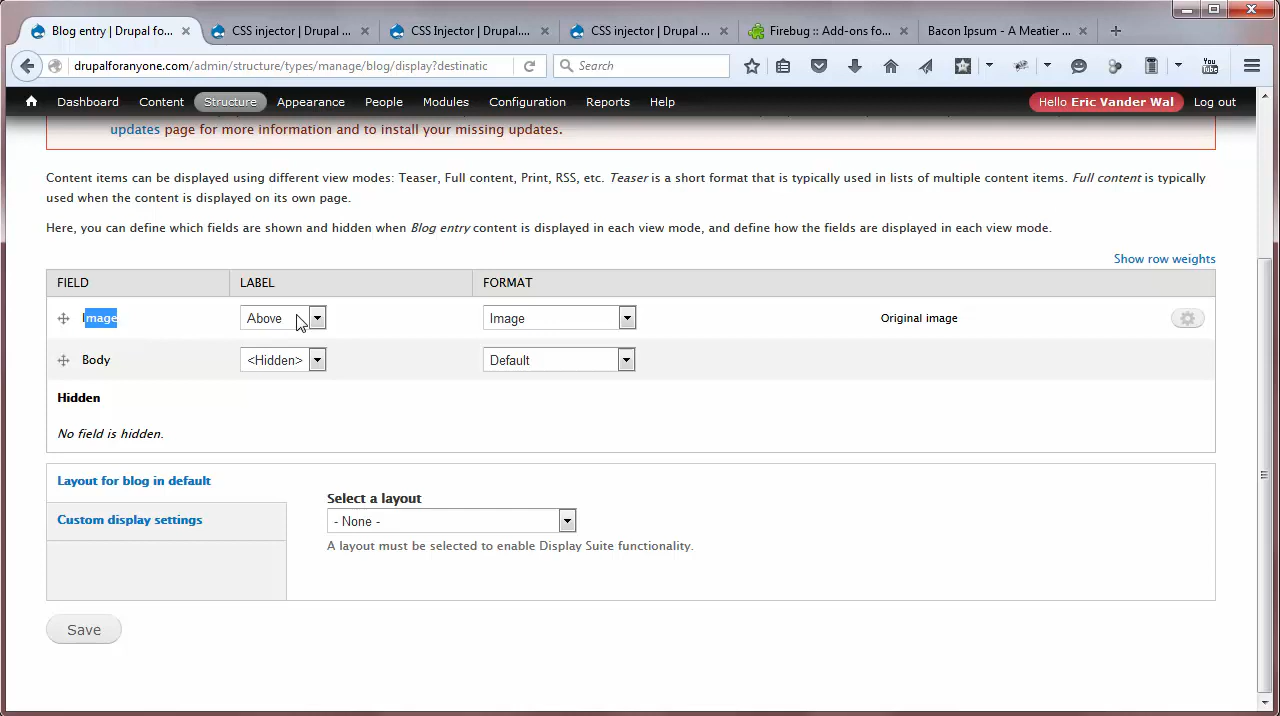 Blog entry | Drupal fo...
CSS injector | Drupal ...
CSS Injector | Drupal....
CSS injector | Drupal ...
Firebug :: Add-ons fo...
Bacon Ipsum - A Meatier ...
drupalforanyone.com/admin/structure/types/manage/blog/display?destinatic
Search
You
Tube
Dashboard
Content
Structure
Appearance
People
Modules
Configuration
Reports
Help
Hello Eric Vander Wal
Log out
updates page for more information and to install your missing updates.
Content items can be displayed using different view modes: Teaser, Full content, Print, RSS, etc. Teaser is a short format that is typically used in lists of multiple content items. Full content is typically
used when the content is displayed on its own page.
Here, you can define which fields are shown and hidden when Blog entry content is displayed in each view mode, and define how the fields are displayed in each view mode.
Show row weights
FIELD
LABEL
FORMAT
Image
Above
Image
Original image
Body
<Hidden>
Default
Hidden
No field is hidden.
Layout for blog in default
Custom display settings
Select a layout
- None -
A layout must be selected to enable Display Suite functionality.
Save